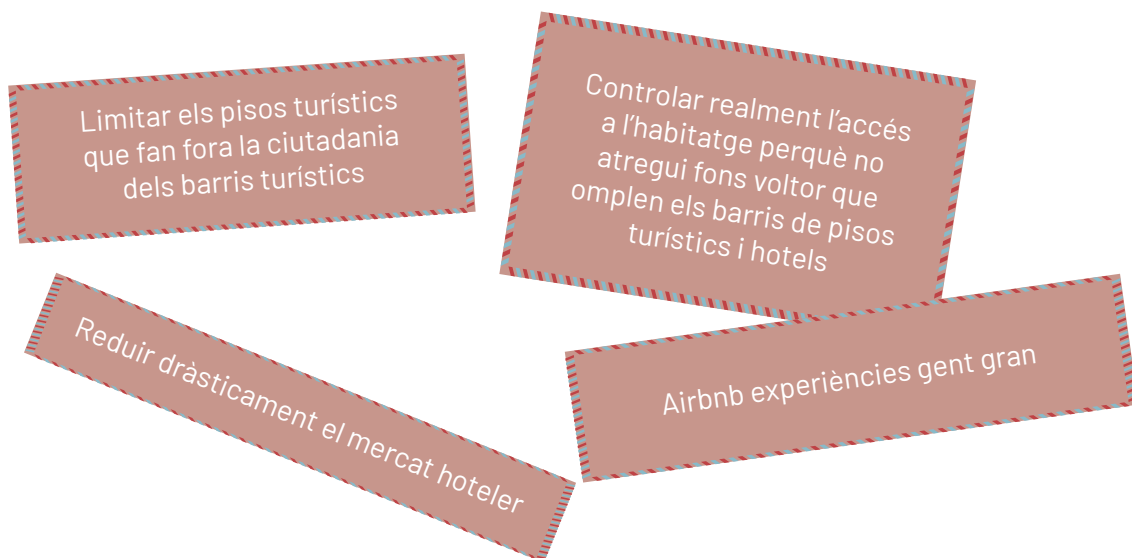 Limitar els pisos turístics
que fan fora la ciutadania
dels barris turístics
Controlar realment l’accés
a l’habitatge perquè no
atregui fons voltor que
omplen els barris de pisos
turístics i hotels
Reduir dràsticament el mercat hoteler
Airbnb experiències gent gran